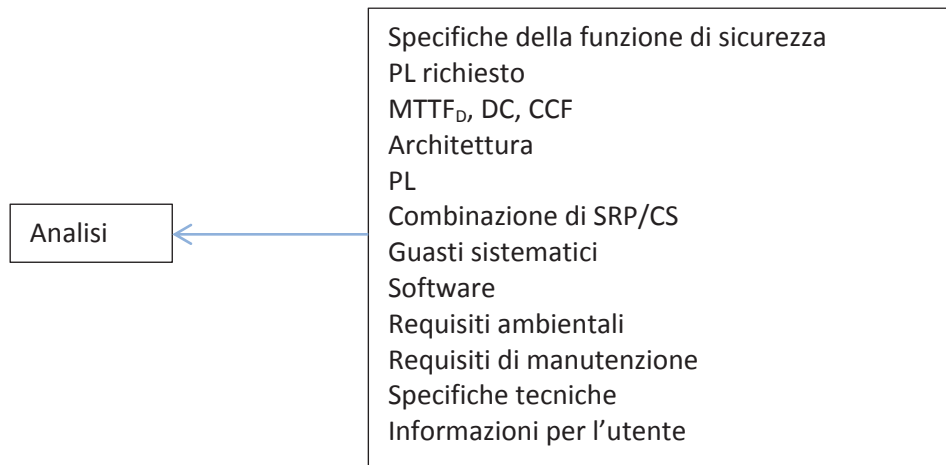 Specifiche della funzione di sicurezza
PL richiesto
MTTF_D, DC, CCF
Architettura
PL
Combinazione di SRP/CS
Analisi
Guasti sistematici
Software
Requisiti ambientali
Requisiti di manutenzione
Specifiche tecniche
Informazioni per l'utente